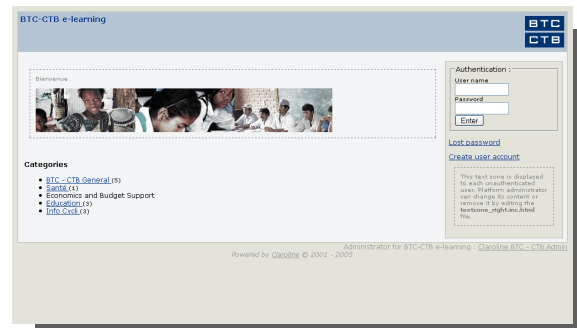 BTC-CTB e-learning
BTC
CTB
Bienvenue
Authentication :
User name
Password
Enter
Lost password
Create user account
This text zone is displayed
to each unauthenticated
user. Platform administrator
can change its content or
remose it by editing the
textzone_right.inc.html
file.
Categories
BTC - CTB General (5)
Santé (1)
Economics and Budget Support
Education (3)
Info Cycli (3)
Administrator for BTC-CTB e-learning : Claroline BTC - CTB Admin
Powered by Claroline © 2001 - 2005